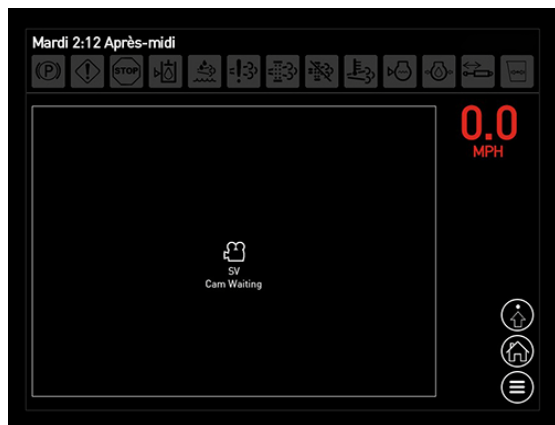 Mardi 2:12 Après-midi
(P)
STOP
0.0
MPH
SV
Cam Waiting